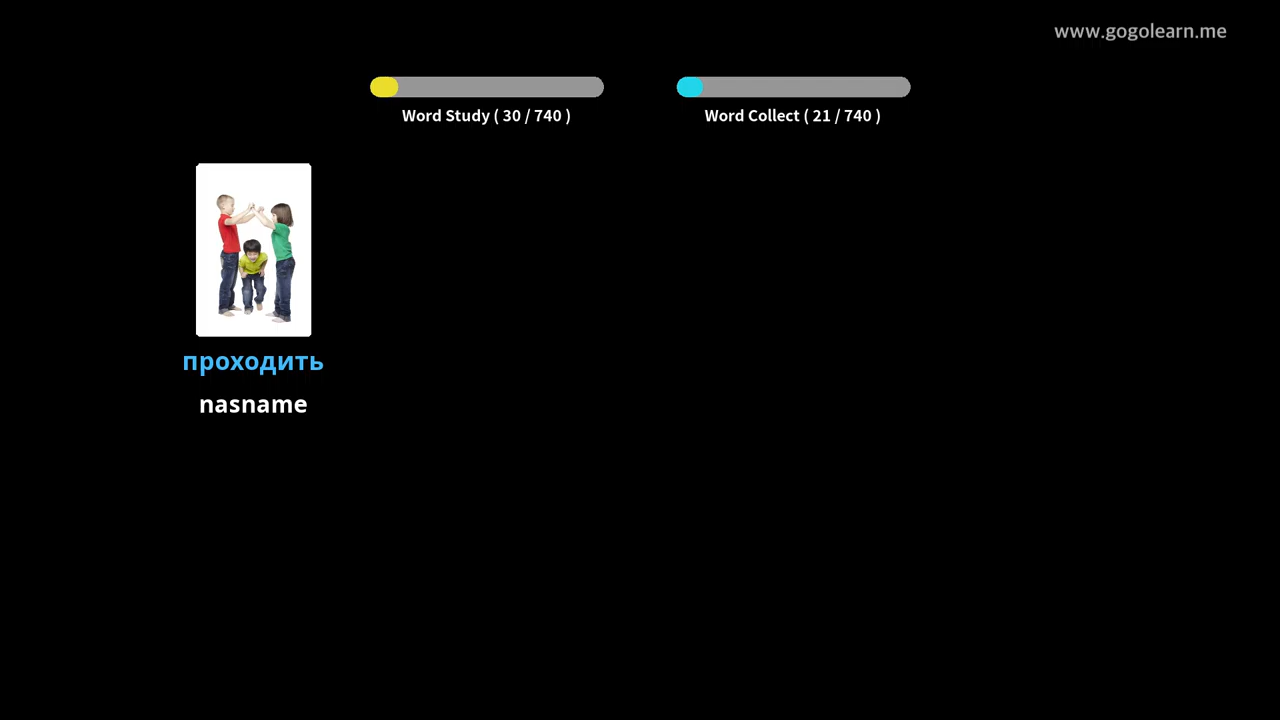 www.gogolearn.me
Word Study ( 30 / 740 )
Word Collect ( 21 / 740 )
проходить
nasname